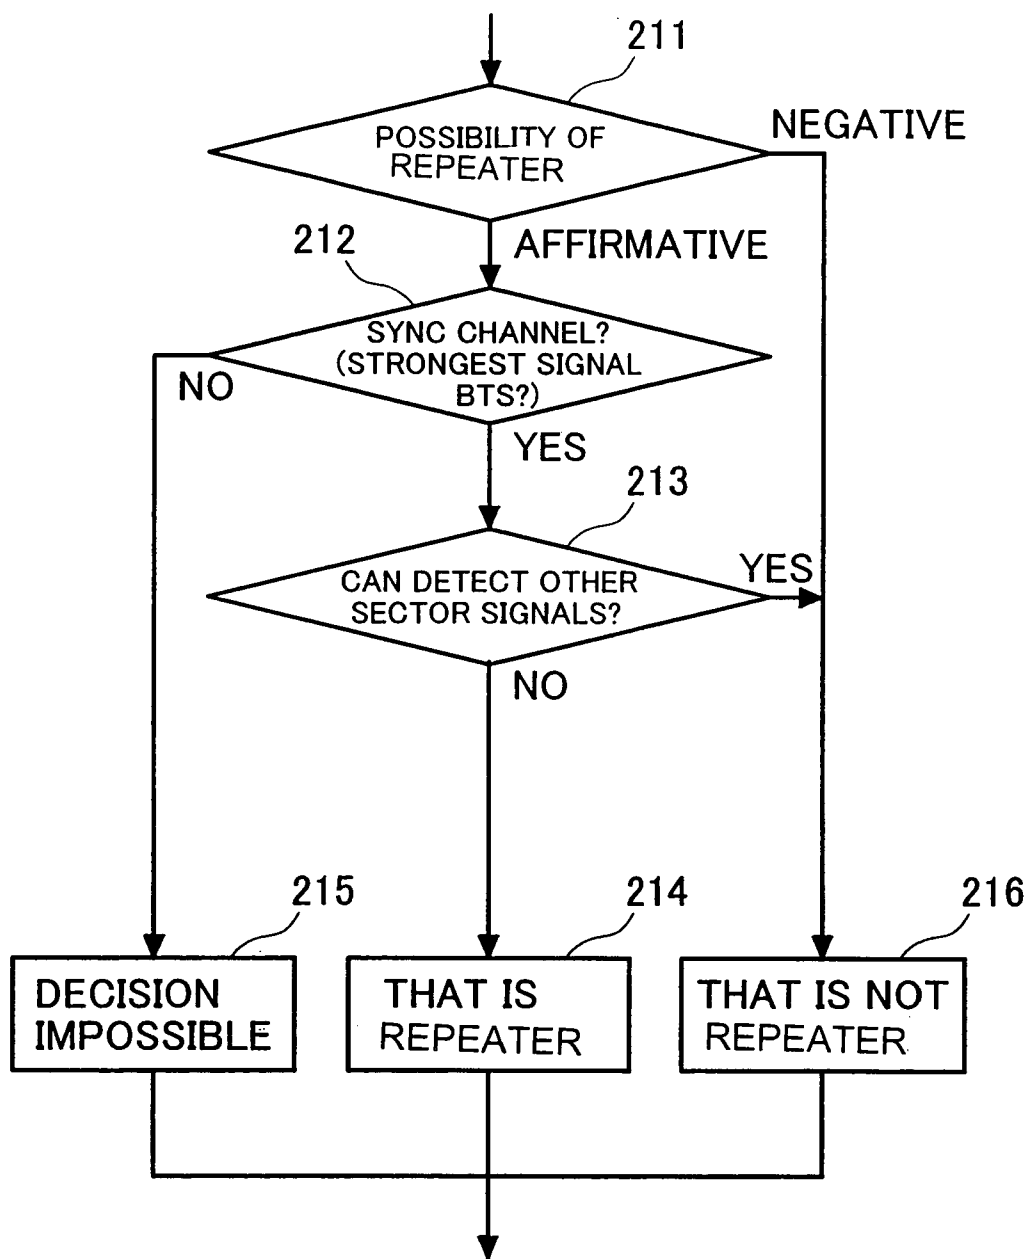 211
POSSIBILITY OF
REPEATER
NEGATIVE
AFFIRMATIVE
212
SYNC CHANNEL?
(STRONGEST SIGNAL
BTS?)
NO
YES
213
CAN DETECT OTHER
SECTOR SIGNALS?
YES
NO
215
DECISION
IMPOSSIBLE
214
THAT IS
REPEATER
216
THAT IS NOT
REPEATER